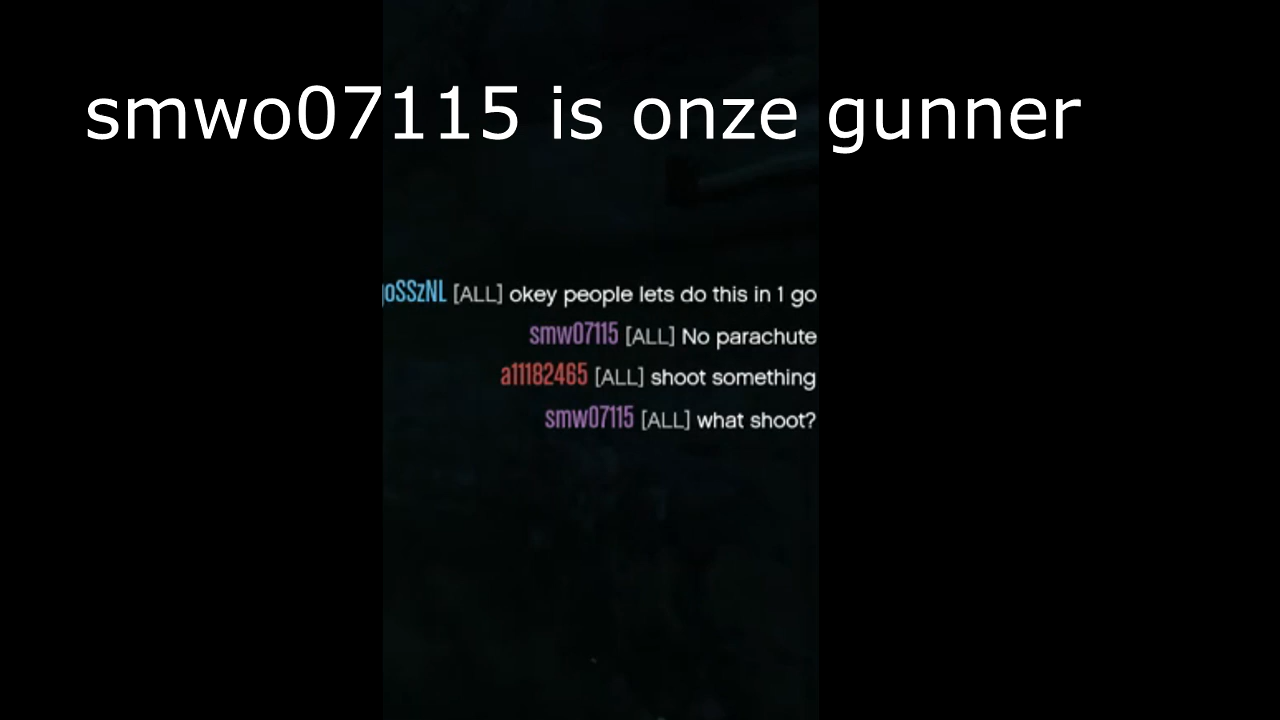 smwo07115 is onze gunner
joSSzNL [ALL] okey people lets do this in 1 go
smw07115 [ALL] No parachute
a11182465 [ALL] shoot something
smw07115 [ALL] what shoot?